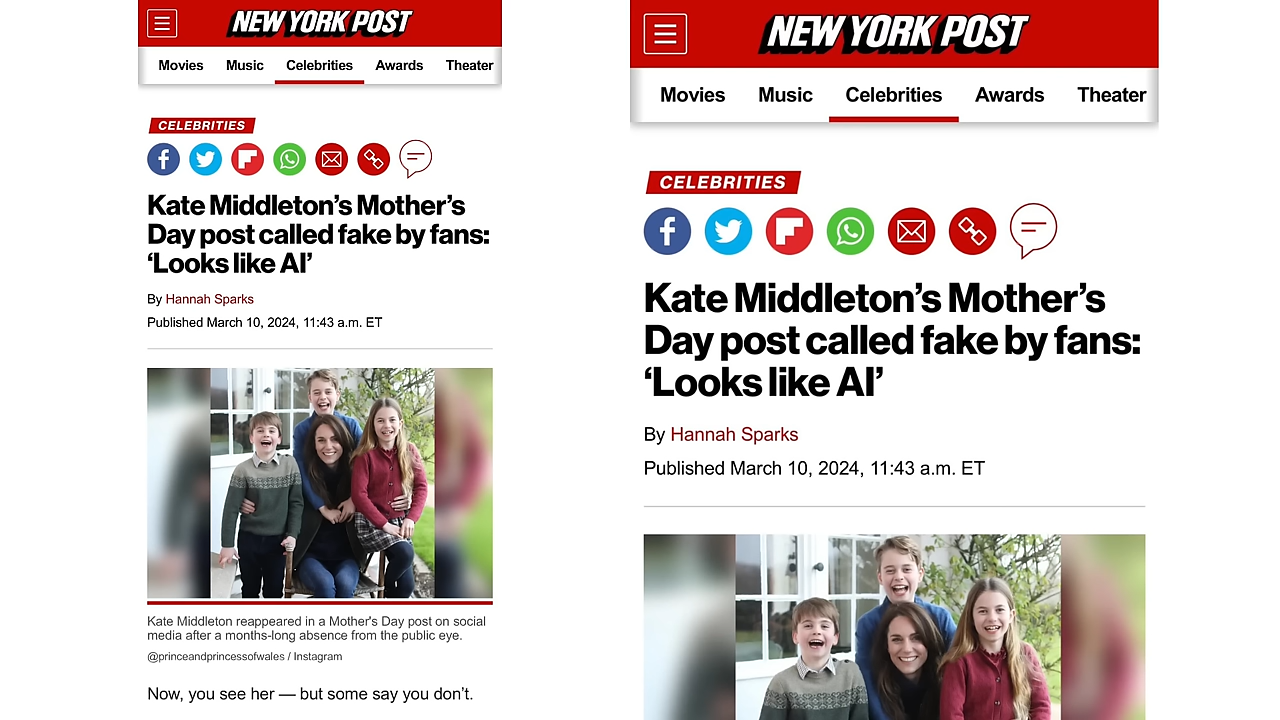 NEW YORK POST
Movies Music Celebrities Awards Theater
CELEBRITIES
Kate Middleton’s Mother’s
Day post called fake by fans:
‘Looks like AI’
By Hannah Sparks
Published March 10, 2024, 11:43 a.m. ET
Kate Middleton reappeared in a Mother's Day post on social
media after a months-long absence from the public eye.
@princeandprincessofwales / Instagram
Now, you see her — but some say you don’t.
NEW YORK POST
Movies Music Celebrities Awards Theater
CELEBRITIES
Kate Middleton’s Mother’s
Day post called fake by fans:
‘Looks like AI’
By Hannah Sparks
Published March 10, 2024, 11:43 a.m. ET